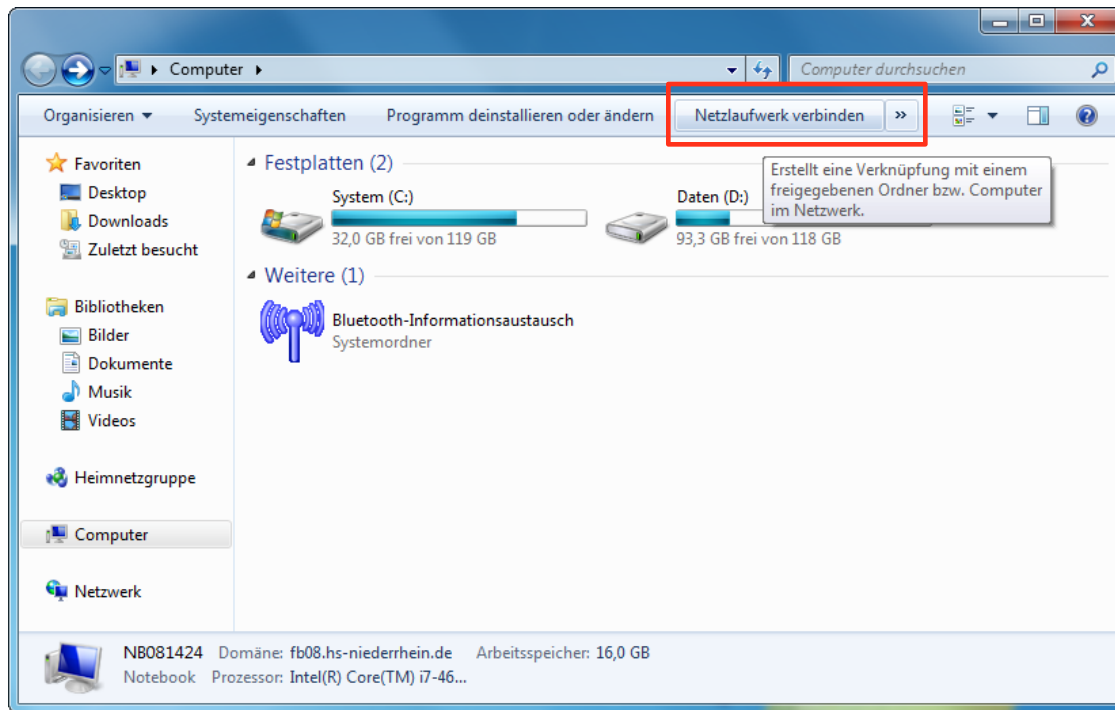 Computer
Computer durchsuchen
Organisieren Systemeigenschaften Programm deinstallieren oder ändern Netzlaufwerk verbinden »
Erstellt eine Verknüpfung mit einem
freigegebenen Ordner bzw. Computer
im Netzwerk.
Favoriten
Desktop
Downloads
Zuletzt besucht
Bibliotheken
Bilder
Dokumente
Musik
Videos
Heimnetzgruppe
Computer
Netzwerk
Festplatten (2)
System (C:)
32,0 GB frei von 119 GB
Daten (D:)
93,3 GB frei von 118 GB
Weitere (1)
Bluetooth-Informationsaustausch
Systemordner
NB081424 Domäne: fb08.hs-niederrhein.de Arbeitsspeicher: 16,0 GB
Notebook Prozessor: Intel(R) Core(TM) i7-46...